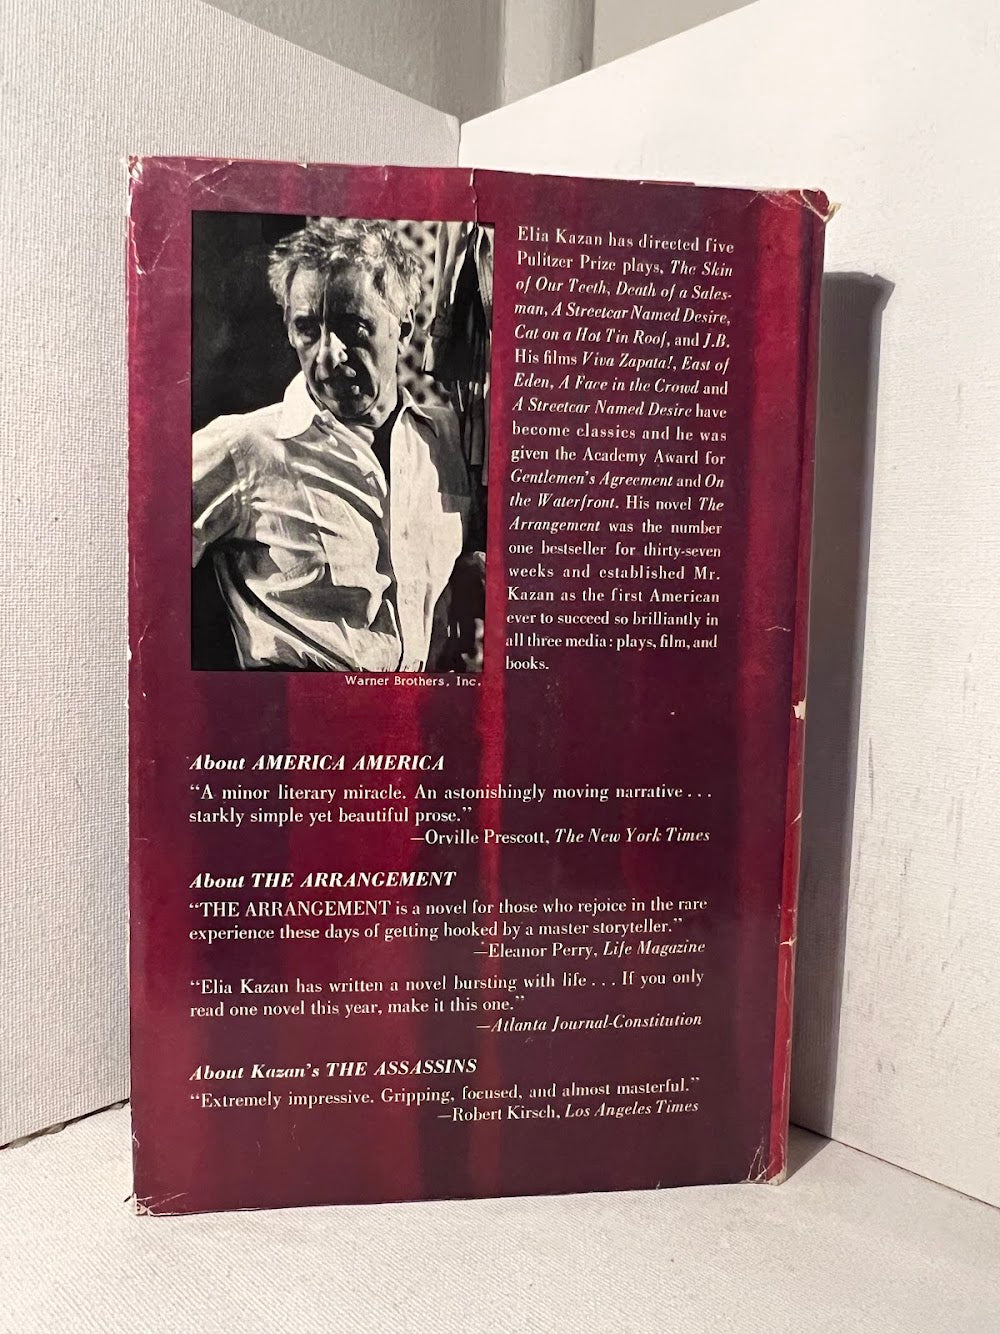 Elia Kazan has directed five
Pulitzer Prize plays, The Skin
of Our Teeth, Death of a Sales-
man, A Streetcar Named Desire,
Cat on a Hot Tin Roof, and J.B.
His films Viva Zapata!, East of
Eden, A Face in the Crowd and
A Streetcar Named Desire have
become classics and he was
given the Academy Award for
Gentlemen's Agreement and On
the Waterfront. His novel The
Arrangement was the number
one bestseller for thirty-seven
weeks and established Mr.
Kazan as the first American
ever to succeed so brilliantly in
all three media: plays, film, and
books.
Warner Brothers, Inc.
About AMERICA AMERICA
“A minor literary miracle. An astonishingly moving narrative . . .
starkly simple yet beautiful prose.”
—Orville Prescott, The New York Times
About THE ARRANGEMENT
“THE ARRANGEMENT is a novel for those who rejoice in the rare
experience these days of getting hooked by a master storyteller.”
—Eleanor Perry, Life Magazine
“Elia Kazan has written a novel bursting with life . . . If you only
read one novel this year, make it this one.”
—Atlanta Journal-Constitution
About Kazan's THE ASSASSINS
“Extremely impressive. Gripping, focused, and almost masterful.”
—Robert Kirsch, Los Angeles Times